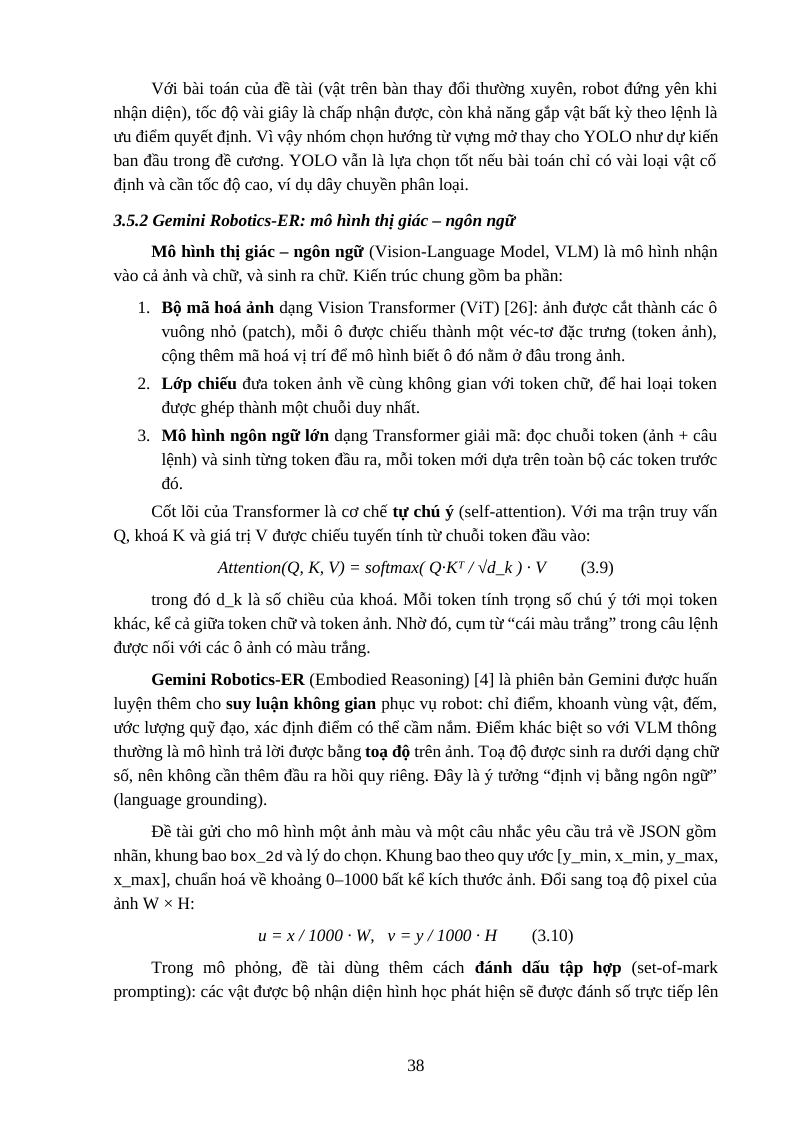 Với bài toán của đề tài (vật trên bàn thay đổi thường xuyên, robot đứng yên khi
nhận diện), tốc độ vài giây là chấp nhận được, còn khả năng gắp vật bất kỳ theo lệnh là
ưu điểm quyết định. Vì vậy nhóm chọn hướng từ vựng mở thay cho YOLO như dự kiến
ban đầu trong đề cương. YOLO vẫn là lựa chọn tốt nếu bài toán chỉ có vài loại vật cố
định và cần tốc độ cao, ví dụ dây chuyền phân loại.
3.5.2 Gemini Robotics-ER: mô hình thị giác – ngôn ngữ
Mô hình thị giác – ngôn ngữ (Vision-Language Model, VLM) là mô hình nhận
vào cả ảnh và chữ, và sinh ra chữ. Kiến trúc chung gồm ba phần:
1. Bộ mã hoá ảnh dạng Vision Transformer (ViT) [26]: ảnh được cắt thành các ô
vuông nhỏ (patch), mỗi ô được chiếu thành một véc-tơ đặc trưng (token ảnh),
cộng thêm mã hoá vị trí để mô hình biết ô đó nằm ở đâu trong ảnh.
2. Lớp chiếu đưa token ảnh về cùng không gian với token chữ, để hai loại token
được ghép thành một chuỗi duy nhất.
3. Mô hình ngôn ngữ lớn dạng Transformer giải mã: đọc chuỗi token (ảnh + câu
lệnh) và sinh từng token đầu ra, mỗi token mới dựa trên toàn bộ các token trước
đó.
Cốt lõi của Transformer là cơ chế tự chú ý (self-attention). Với ma trận truy vấn
Q, khoá K và giá trị V được chiếu tuyến tính từ chuỗi token đầu vào:
Attention(Q, K, V) = softmax( Q·Kᵀ / √d_k ) · V (3.9)
trong đó d_k là số chiều của khoá. Mỗi token tính trọng số chú ý tới mọi token
khác, kể cả giữa token chữ và token ảnh. Nhờ đó, cụm từ “cái màu trắng” trong câu lệnh
được nối với các ô ảnh có màu trắng.
Gemini Robotics-ER (Embodied Reasoning) [4] là phiên bản Gemini được huấn
luyện thêm cho suy luận không gian phục vụ robot: chỉ điểm, khoanh vùng vật, đếm,
ước lượng quỹ đạo, xác định điểm có thể cầm nắm. Điểm khác biệt so với VLM thông
thường là mô hình trả lời được bằng toạ độ trên ảnh. Toạ độ được sinh ra dưới dạng chữ
số, nên không cần thêm đầu ra hồi quy riêng. Đây là ý tưởng “định vị bằng ngôn ngữ”
(language grounding).
Đề tài gửi cho mô hình một ảnh màu và một câu nhắc yêu cầu trả về JSON gồm
nhãn, khung bao box_2d và lý do chọn. Khung bao theo quy ước [y_min, x_min, y_max,
x_max], chuẩn hoá về khoảng 0–1000 bất kể kích thước ảnh. Đổi sang toạ độ pixel của
ảnh W × H:
u = x / 1000 · W, v = y / 1000 · H (3.10)
Trong mô phỏng, đề tài dùng thêm cách đánh dấu tập hợp (set-of-mark
prompting): các vật được bộ nhận diện hình học phát hiện sẽ được đánh số trực tiếp lên
38